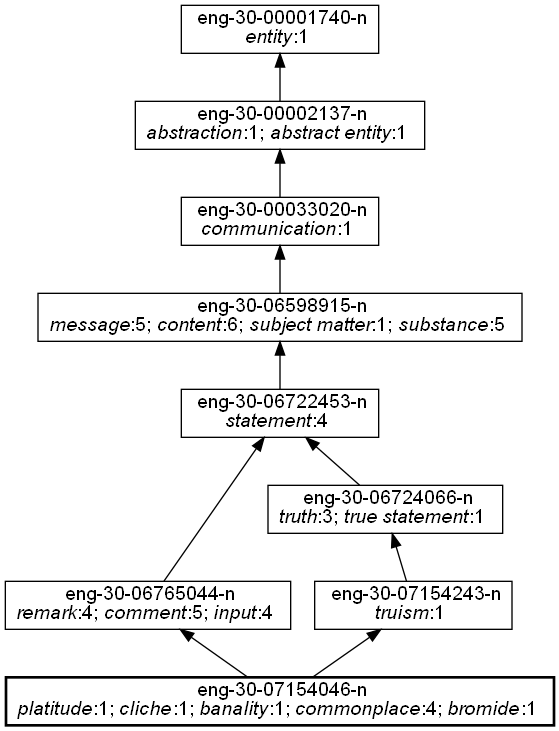 eng-30-00001740-n
entity:1
eng-30-00002137-n
abstraction:1; abstract entity:1
eng-30-00033020-n
communication:1
eng-30-06598915-n
message:5; content:6; subject matter:1; substance:5
eng-30-06722453-n
statement:4
eng-30-06724066-n
truth:3; true statement:1
eng-30-06765044-n
remark:4; comment:5; input:4
eng-30-07154243-n
truism:1
eng-30-07154046-n
platitude:1; cliche:1; banality:1; commonplace:4; bromide:1